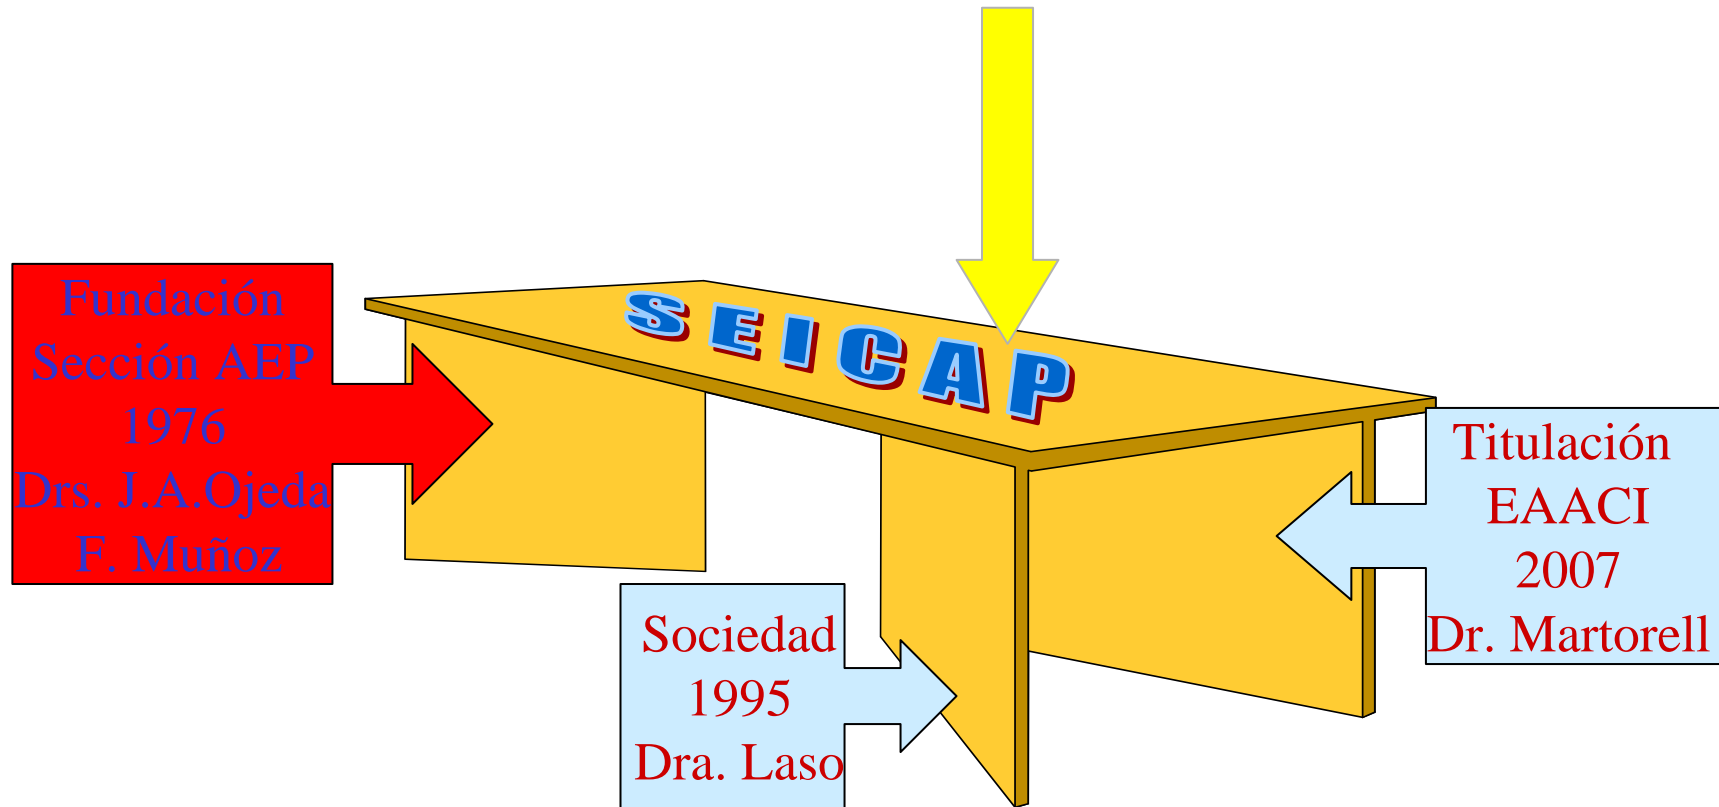 SEICAP
Fundación
Sección AEP
1976
Drs. J.A.Ojeda
F. Muñoz
Sociedad
1995
Dra. Laso
Titulación
EAACI
2007
Dr. Martorell